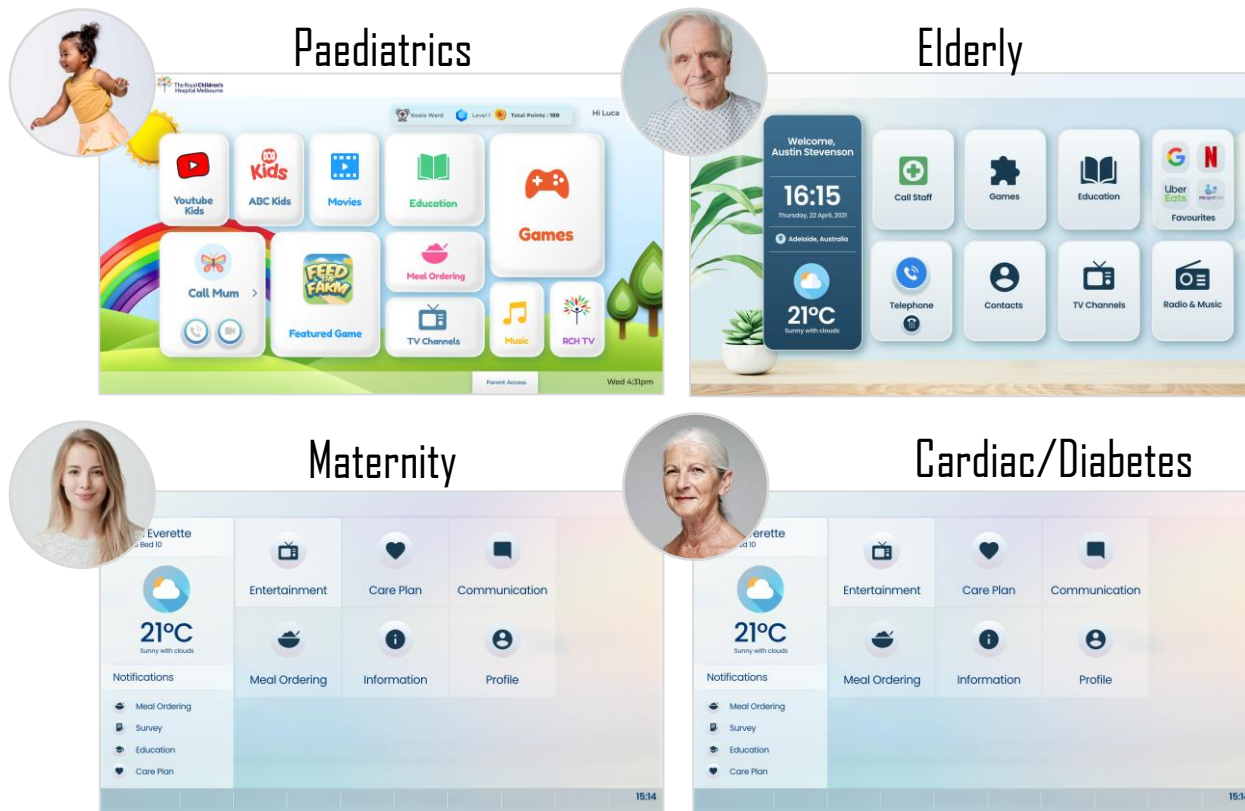 Paediatrics
The Royal Children's
Hospital Melbourne
Koala Ward
Level 1
Total Points : 180
Hi Luca
Youtube
Kids
ABC Kids
Kids
ABC Kids
Movies
Education
Games
Call Mum
FEED
THE
FARM
Featured Game
Meal Ordering
TV Channels
Music
RCH TV
Parent Access
Wed 4:31pm
Elderly
Welcome,
Austin Stevenson
16:15
Thursday, 22 April, 2021
Adelaide, Australia
21°C
Sunny with clouds
Call Staff
Games
Education
G N
Uber
Eats
Favourites
Telephone
Contacts
TV Channels
Radio & Music
Maternity
Everette
Bed 10
21°C
Sunny with clouds
Notifications
Meal Ordering
Survey
Education
Care Plan
Entertainment
Care Plan
Communication
Meal Ordering
Information
Profile
15:14
Cardiac/Diabetes
Everette
21°C
Sunny with clouds
Notifications
Meal Ordering
Survey
Education
Care Plan
Entertainment
Care Plan
Communication
Meal Ordering
Information
Profile